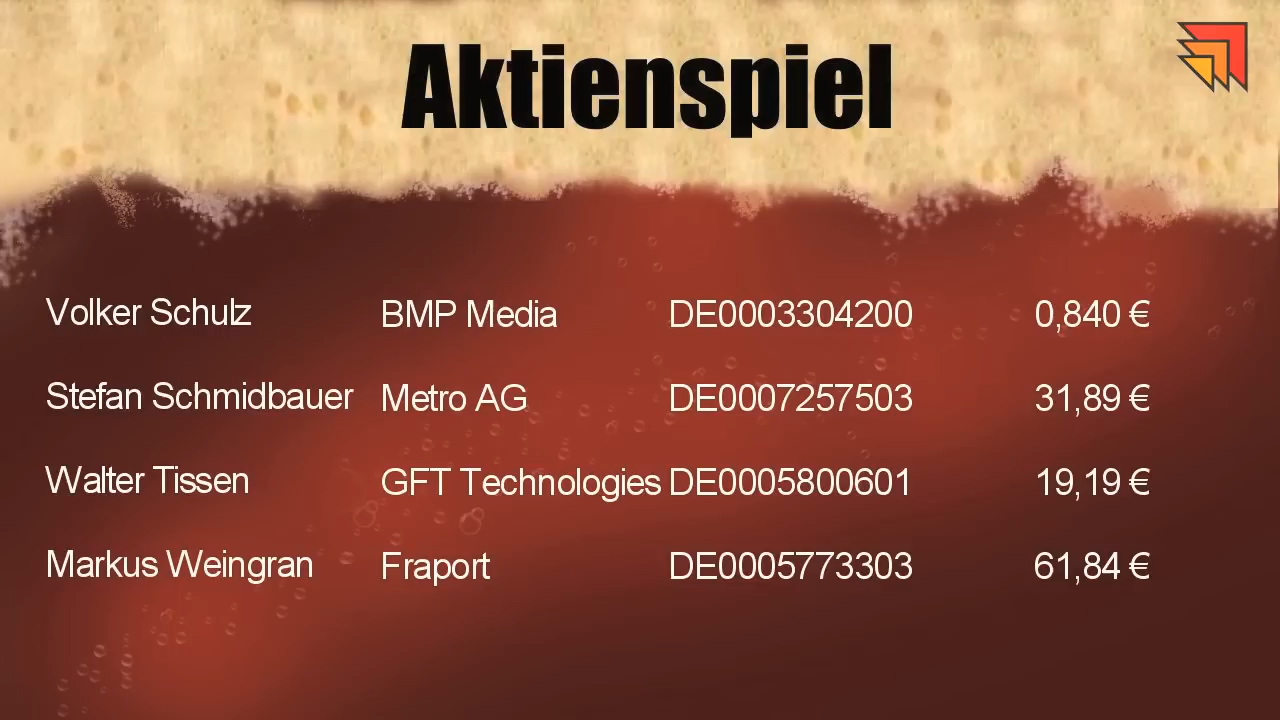 Aktienspiel
Volker Schulz BMP Media DE0003304200 0,840 €
Stefan Schmidbauer Metro AG DE0007257503 31,89 €
Walter Tissen GFT Technologies DE0005800601 19,19 €
Markus Weingran Fraport DE0005773303 61,84 €